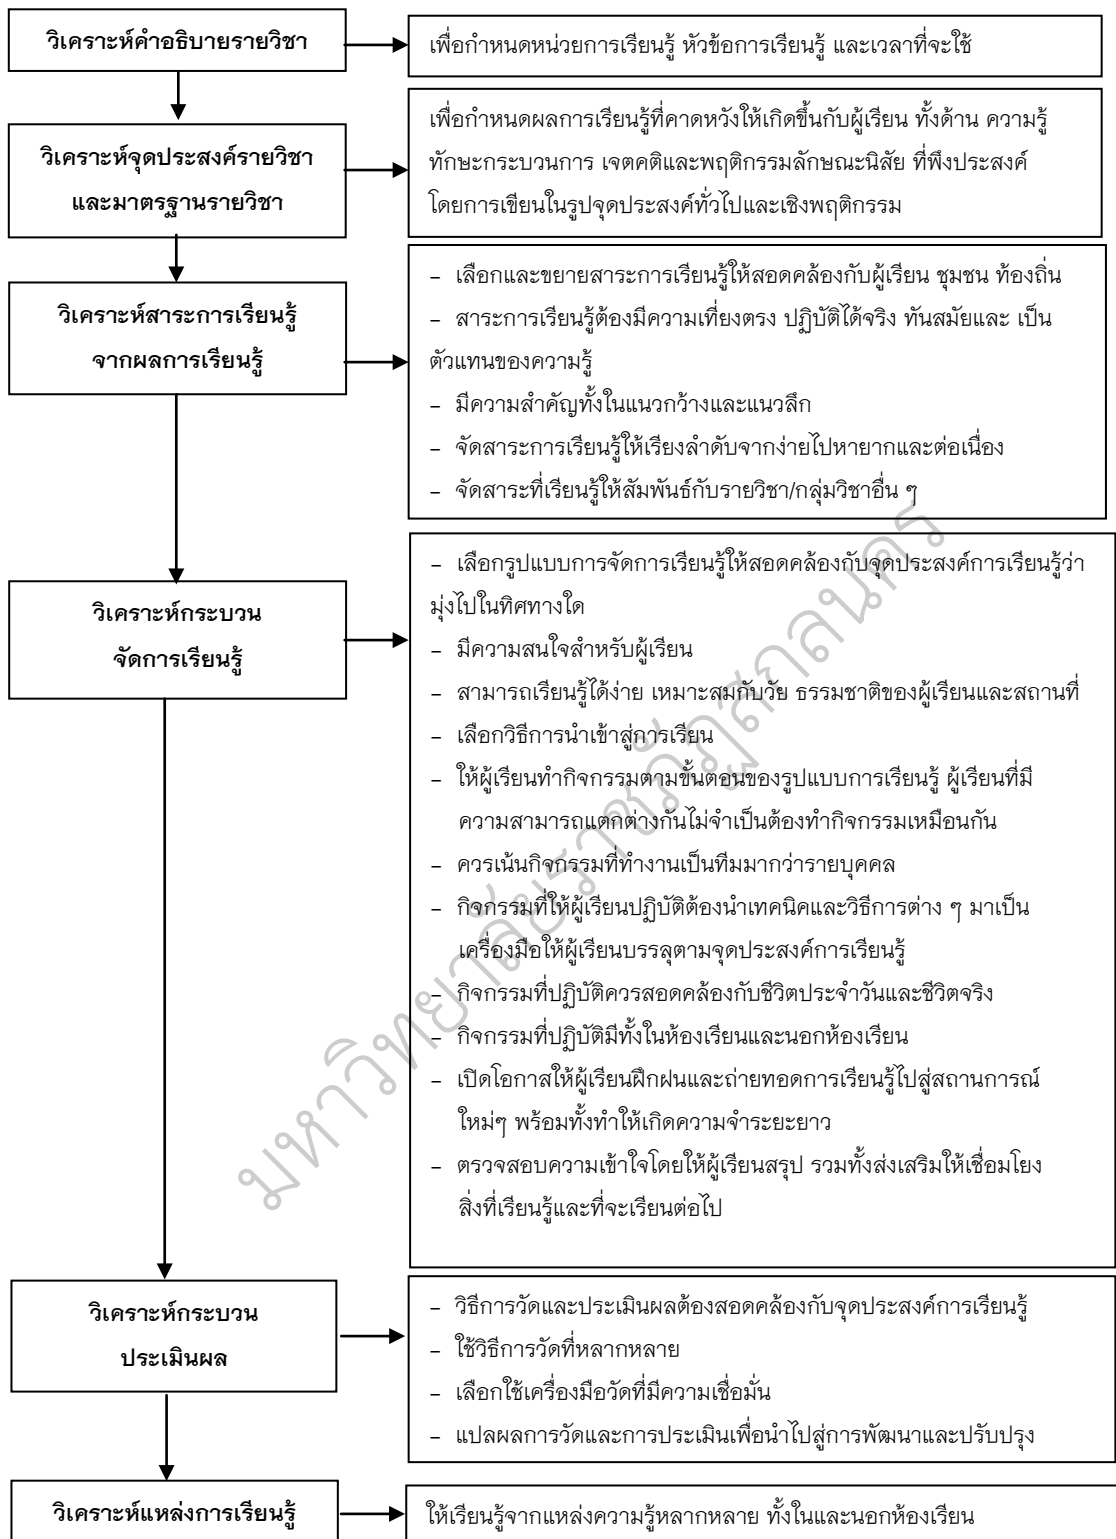 วิเคราะห์คำอธิบายรายวิชา
เพื่อกำหนดหน่วยการเรียนรู้ หัวข้อการเรียนรู้ และเวลาที่จะใช้
วิเคราะห์จุดประสงค์รายวิชา
และมาตรฐานรายวิชา
เพื่อกำหนดผลการเรียนรู้ที่คาดหวังให้เกิดขึ้นกับผู้เรียน ทั้งด้าน ความรู้
ทักษะกระบวนการ เจตคติและพฤติกรรมลักษณะนิสัย ที่พึงประสงค์
โดยการเขียนในรูปจุดประสงค์ทั่วไปและเชิงพฤติกรรม
วิเคราะห์สาระการเรียนรู้
จากผลการเรียนรู้
- เลือกและขยายสาระการเรียนรู้ให้สอดคล้องกับผู้เรียน ชุมชน ท้องถิ่น
- สาระการเรียนรู้ต้องมีความเที่ยงตรง ปฏิบัติได้จริง ทันสมัยและ เป็น
ตัวแทนของความรู้
- มีความสำคัญทั้งในแนวกว้างและแนวลึก
- จัดสาระการเรียนรู้ให้เรียงลำดับจากง่ายไปหายากและต่อเนื่อง
- จัดสาระที่เรียนรู้ให้สัมพันธ์กับรายวิชา/กลุ่มวิชาอื่น ๆ
วิเคราะห์กระบวน
จัดการเรียนรู้
- เลือกรูปแบบการจัดการเรียนรู้ให้สอดคล้องกับจุดประสงค์การเรียนรู้ว่า
มุ่งไปในทิศทางใด
- มีความสนใจสำหรับผู้เรียน
- สามารถเรียนรู้ได้ง่าย เหมาะสมกับวัย ธรรมชาติของผู้เรียนและสถานที่
- เลือกวิธีการนำเข้าสู่การเรียน
- ให้ผู้เรียนทำกิจกรรมตามขั้นตอนของรูปแบบการเรียนรู้ ผู้เรียนที่มี
ความสามารถแตกต่างกันไม่จำเป็นต้องทำกิจกรรมเหมือนกัน
- ควรเน้นกิจกรรมที่ทำงานเป็นทีมมากว่ารายบุคคล
- กิจกรรมที่ให้ผู้เรียนปฏิบัติต้องนำเทคนิคและวิธีการต่าง ๆ มาเป็น
เครื่องมือให้ผู้เรียนบรรลุตามจุดประสงค์การเรียนรู้
- กิจกรรมที่ปฏิบัติควรสอดคล้องกับชีวิตประจำวันและชีวิตจริง
- กิจกรรมที่ปฏิบัติมีทั้งในห้องเรียนและนอกห้องเรียน
- เปิดโอกาสให้ผู้เรียนฝึกฝนและถ่ายทอดการเรียนรู้ไปสู่สถานการณ์
ใหม่ๆ พร้อมทั้งทำให้เกิดความจำระยะยาว
- ตรวจสอบความเข้าใจโดยให้ผู้เรียนสรุป รวมทั้งส่งเสริมให้เชื่อมโยง
สิ่งที่เรียนรู้และที่จะเรียนต่อไป
มหาวิทยาลัยราชภัฏสกลนคร
วิเคราะห์กระบวน
ประเมินผล
- วิธีการวัดและประเมินผลต้องสอดคล้องกับจุดประสงค์การเรียนรู้
- ใช้วิธีการวัดที่หลากหลาย
- เลือกใช้เครื่องมือวัดที่มีความเชื่อมั่น
- แปลผลการวัดและการประเมินเพื่อนำไปสู่การพัฒนาและปรับปรุง
วิเคราะห์แหล่งการเรียนรู้
ให้เรียนรู้จากแหล่งความรู้หลากหลาย ทั้งในและนอกห้องเรียน